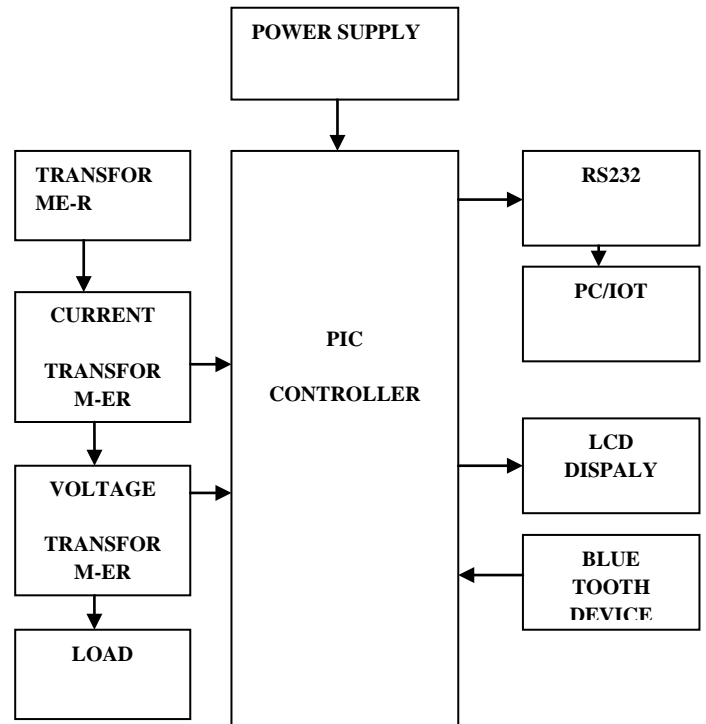 POWER SUPPLY
TRANSFOR
ME-R
CURRENT
TRANSFOR
M-ER
VOLTAGE
TRANSFOR
M-ER
LOAD
PIC
CONTROLLER
RS232
PC/IOT
LCD
DISPALY
BLUE
TOOTH
DEVICE